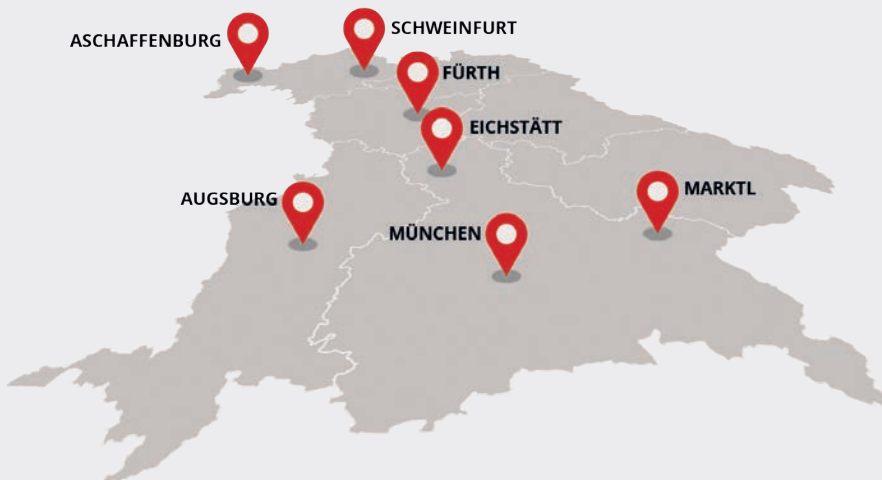 SCHWEINFURT
ASCHAFFENBURG
FÜRTH
EICHSTÄTT
MARKTL
AUGSBURG
MÜNCHEN